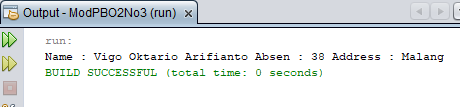 Output - ModPBO2No3 (run)
run:
Name : Vigo Oktario Arifianto Absen : 38 Address : Malang
BUILD SUCCESSFUL (total time: 0 seconds)